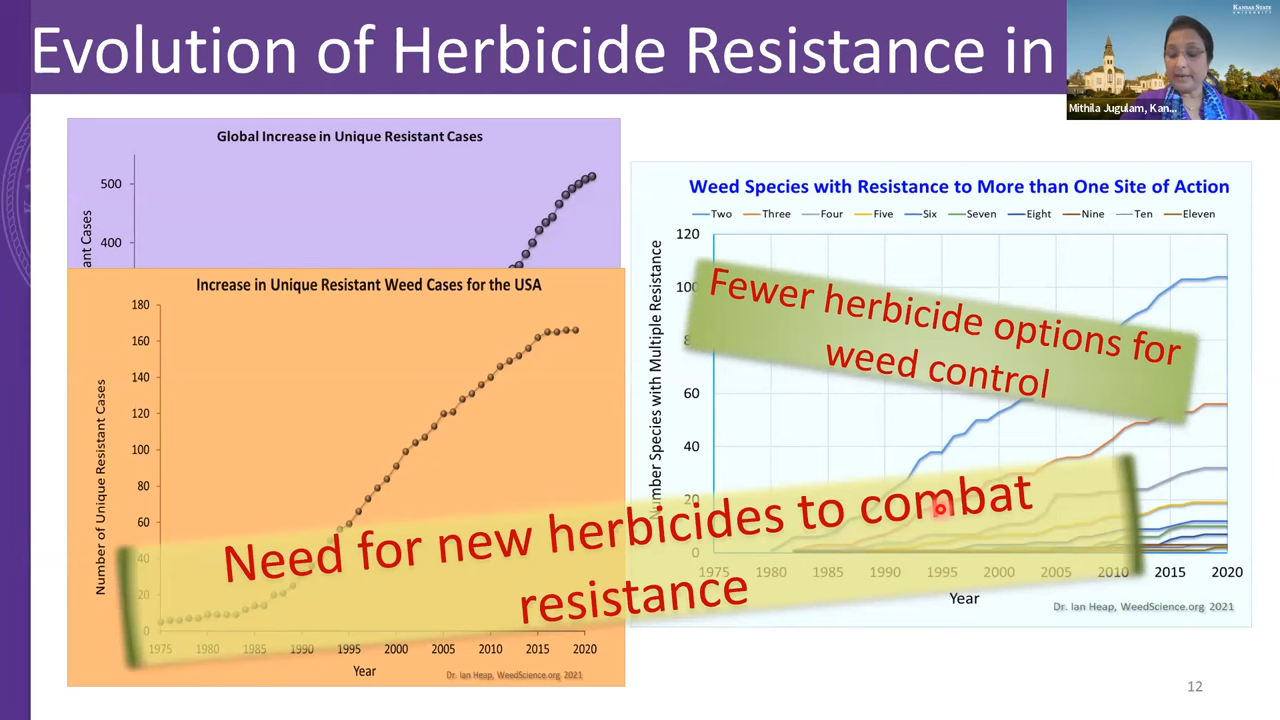 Evolution of Herbicide Resistance in
KANSAS STATE
UNIVERSITY
Mithila Jugulam, Kan...
Global Increase in Unique Resistant Cases
500
400
ant Cases
Increase in Unique Resistant Weed Cases for the USA
180
160
140
120
100
80
60
40
20
0
Number of Unique Resistant Cases
1975 1980 1985 1990 1995 2000 2005 2010 2015 2020
Year
Dr. Ian Heap, WeedScience.org 2021
Weed Species with Resistance to More than One Site of Action
Two Three Four Five Six Seven Eight Nine Ten Eleven
120
100
8
60
40
20
0
Number Species with Multiple Resistance
1975 1980 1985 1990 1995 2000 2005 2010 2015 2020
Year
Dr. Ian Heap, WeedScience.org 2021
Fewer herbicide options for
weed control
Need for new herbicides to combat
resistance
12